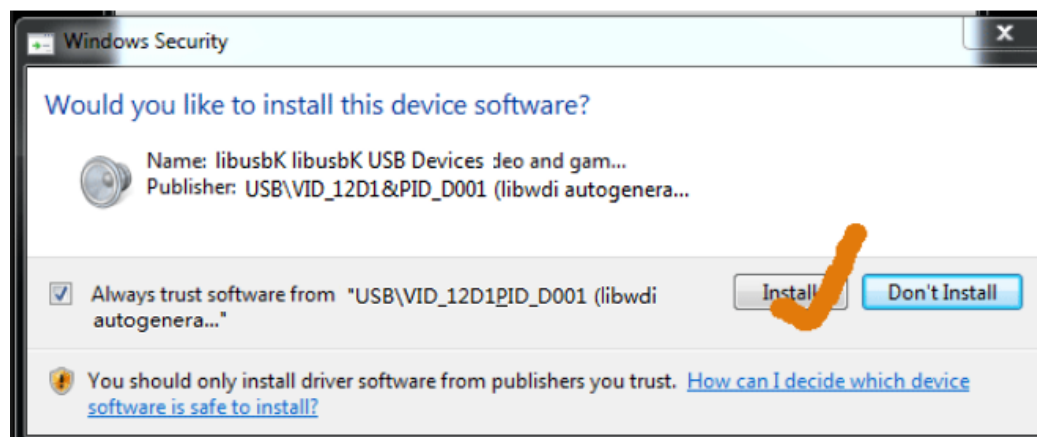 Windows Security
x
Would you like to install this device software?
Name: libusbK libusbK USB Devices deo and gam...
Publisher: USB\VID_12D1&PID_D001 (libwdi autogenera...
Always trust software from "USB\VID_12D1PID_D001 (libwdi
autogenera..."
Install
Don't Install
You should only install driver software from publishers you trust. How can I decide which device
software is safe to install?